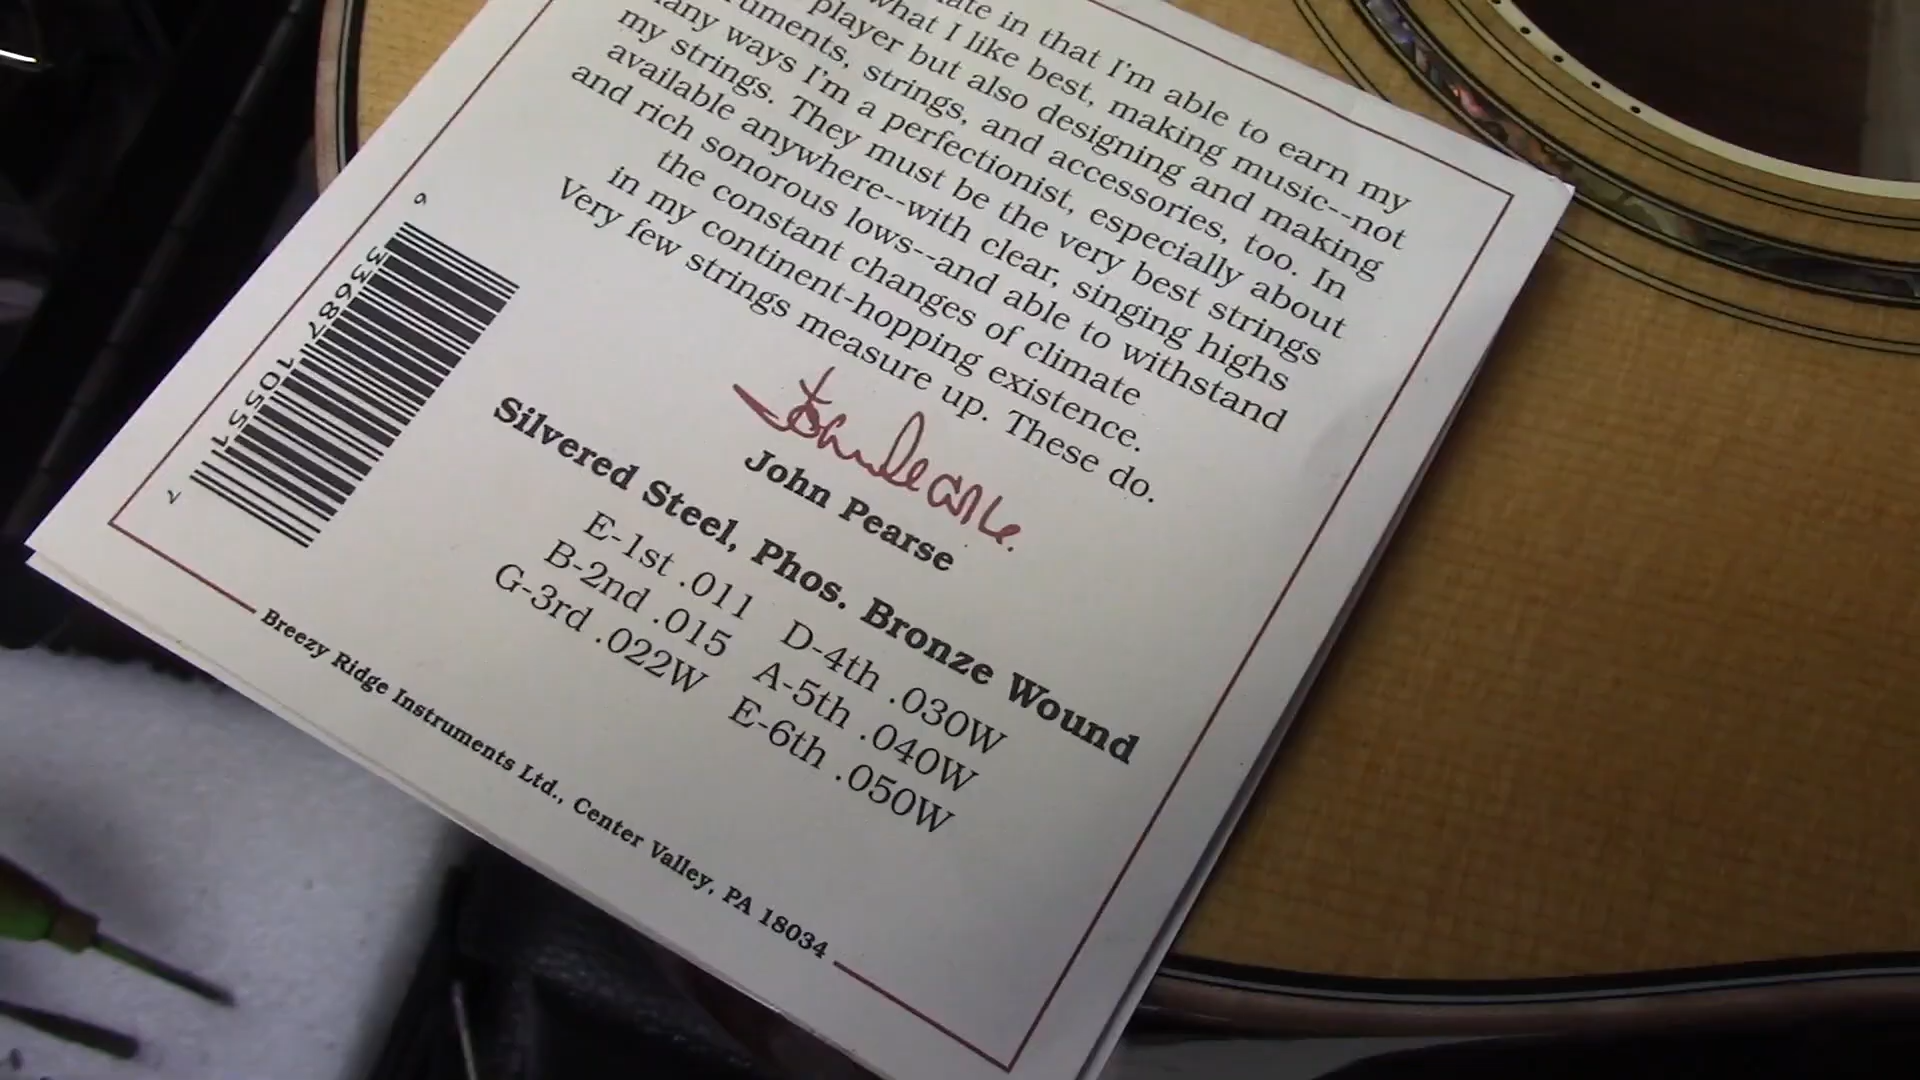 in that I'm able to earn my
what I like best, making music--not
player but also designing and making
strings, and accessories, too. In
ways I'm a perfectionist, especially about
my strings. They must be the very best strings
available anywhere--with clear, singing highs
and rich sonorous lows--and able to withstand
the constant changes of climate
in my continent-hopping existence.
Very few strings measure up. These do.
John Pearse
John Pearse
Silvered Steel, Phos. Bronze Wound
E-1st .011 D-4th .030W
B-2nd .015 A-5th .040W
G-3rd .022W E-6th .050W
Breezy Ridge Instruments Ltd., Center Valley, PA 18034
6 33687 10551 7